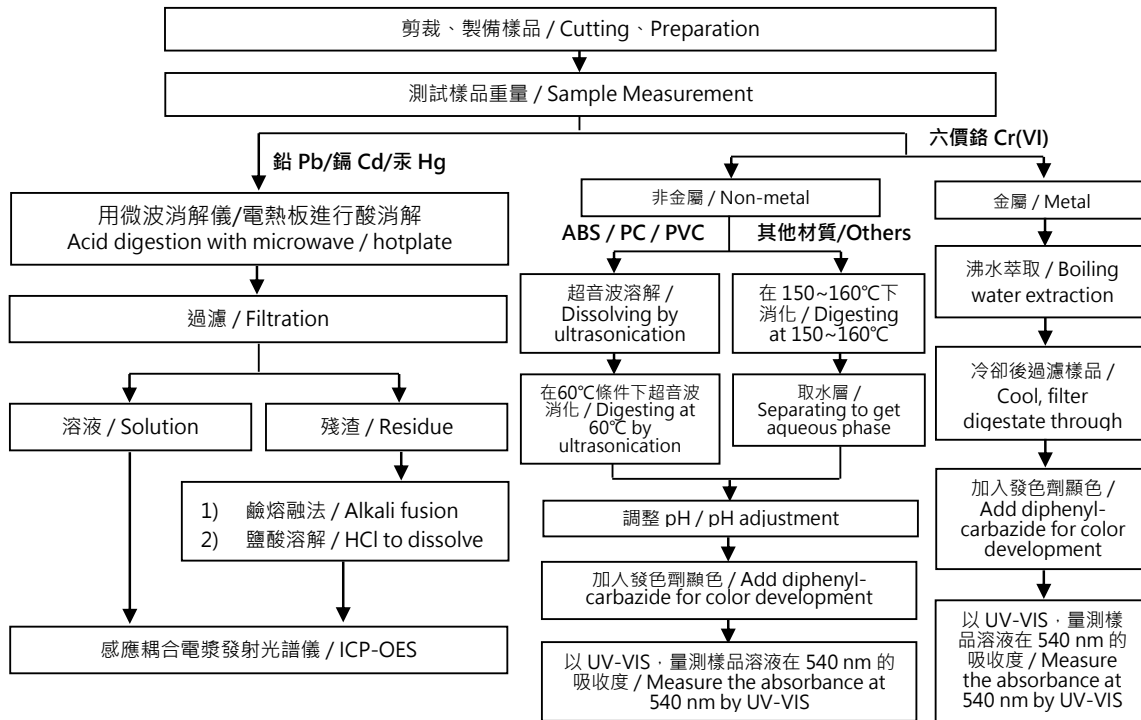 剪裁、製備樣品 / Cutting、Preparation
測試樣品重量 / Sample Measurement
鉛 Pb/鎘 Cd/汞 Hg
六價鉻 Cr(VI)
用微波消解儀/電熱板進行酸消解
Acid digestion with microwave / hotplate
過濾 / Filtration
溶液 / Solution
殘渣 / Residue
1) 鹼熔融法 / Alkali fusion
2) 鹽酸溶解 / HCl to dissolve
感應耦合電漿發射光譜儀 / ICP-OES
非金屬 / Non-metal
ABS / PC / PVC
其他材質/Others
超音波溶解 /
Dissolving by
ultrasonication
在60℃條件下超音波
消化 / Digesting at
60℃ by
ultrasonication
在 150~160℃下
消化 / Digesting
at 150~160℃
取水層 /
Separating to get
aqueous phase
調整 pH / pH adjustment
加入發色劑顯色 / Add diphenyl-
carbazide for color development
以 UV-VIS，量測樣品溶液在 540 nm 的
吸收度 / Measure the absorbance at
540 nm by UV-VIS
金屬 / Metal
沸水萃取 / Boiling
water extraction
冷卻後過濾樣品 /
Cool, filter
digestate through
加入發色劑顯色 /
Add diphenyl-
carbazide for color
development
以 UV-VIS，量測樣
品溶液在 540 nm 的
吸收度 / Measure
the absorbance at
540 nm by UV-VIS